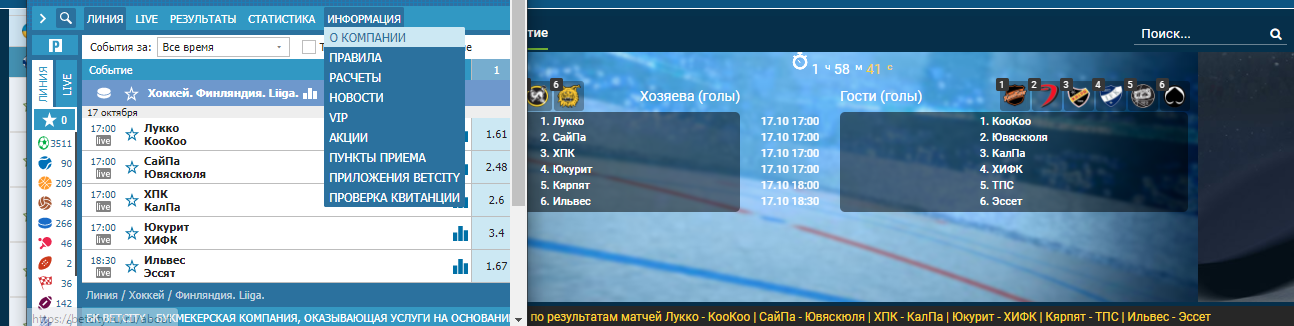 ЛИНИЯ LIVE РЕЗУЛЬТАТЫ СТАТИСТИКА ИНФОРМАЦИЯ
О КОМПАНИИ
ПРАВИЛА
РАСЧЕТЫ
НОВОСТИ
VIP
АКЦИИ
ПУНКТЫ ПРИЕМА
ПРИЛОЖЕНИЯ BETCITY
ПРОВЕРКА КВИТАНЦИИ
События за: Все время
Событие 1
ЛИНИЯ LIVE
Хоккей. Финляндия. Liiga.
17 октября
17:00 Лукко 1.61
live КооКоо
17:00 СайПа 2.48
live Ювяскюля
17:00 ХПК 2.6
live КалПа
17:00 Юкурит 3.4
live ХИФК
18:30 Ильвес 1.67
live Эссят
0
3511
90
209
48
266
46
2
36
142
Линия / Хоккей / Финляндия. Liiga.
БК BETCITY - БУКМЕКЕРСКАЯ КОМПАНИЯ, ОКАЗЫВАЮЩАЯ УСЛУГИ НА ОСНОВАНИ
тие
Поиск...
1 ч 58 м 41 с
6 Хозяева (голы) Гости (голы) 1 2 3 4 5 6
1. Лукко 17.10 17:00 1. КооКоо
2. СайПа 17.10 17:00 2. Ювяскюля
3. ХПК 17.10 17:00 3. КалПа
4. Юкурит 17.10 17:00 4. ХИФК
5. Кярпят 17.10 18:00 5. ТПС
6. Ильвес 17.10 18:30 6. Эссет
по результатам матчей Лукко - КооКоо | СайПа - Ювяскюля | ХПК - КалПа | Юкурит - ХИФК | Кярпят - ТПС | Ильвес - Эссет